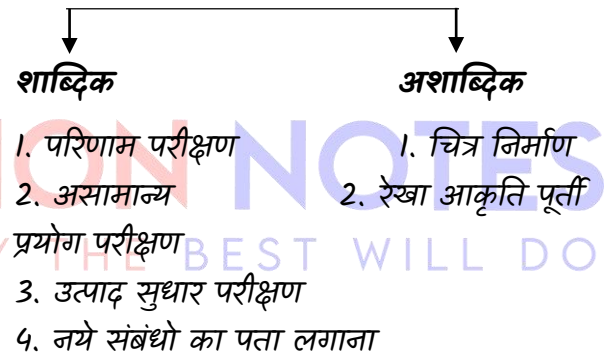 शाब्दिक
अशाब्दिक
1. परिणाम परीक्षण
2. असामान्य
प्रयोग परीक्षण
3. उत्पाद सुधार परीक्षण
4. नये संबंधो का पता लगाना
1. चित्र निर्माण
2. रेखा आकृति पूर्ती
ION NOTES
Y THE BEST WILL DO